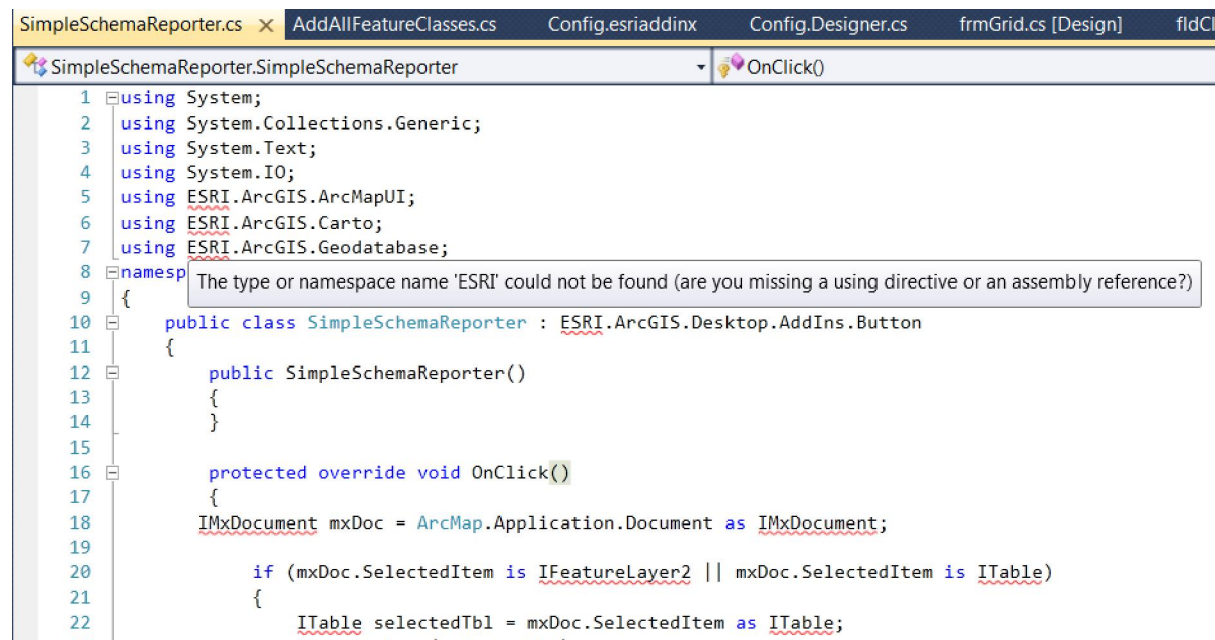 SimpleSchemaReporter.cs × AddAllFeatureClasses.cs Config.esriaddinx Config.Designer.cs frmGrid.cs [Design] fldCl
SimpleSchemaReporter.SimpleSchemaReporter OnClick()
1 using System;
2 using System.Collections.Generic;
3 using System.Text;
4 using System.IO;
5 using ESRI.ArcGIS.ArcMapUI;
6 using ESRI.ArcGIS.Carto;
7 using ESRI.ArcGIS.Geodatabase;
8 namesp
The type or namespace name 'ESRI' could not be found (are you missing a using directive or an assembly reference?)
9 {
10 public class SimpleSchemaReporter : ESRI.ArcGIS.Desktop.AddIns.Button
11 {
12 public SimpleSchemaReporter()
13 {
14 }
15
16 protected override void OnClick()
17 {
18 IMxDocument mxDoc = ArcMap.Application.Document as IMxDocument;
19
20 if (mxDoc.SelectedItem is IFeatureLayer2 || mxDoc.SelectedItem is ITable)
21 {
22 ITable selectedTbl = mxDoc.SelectedItem as ITable;